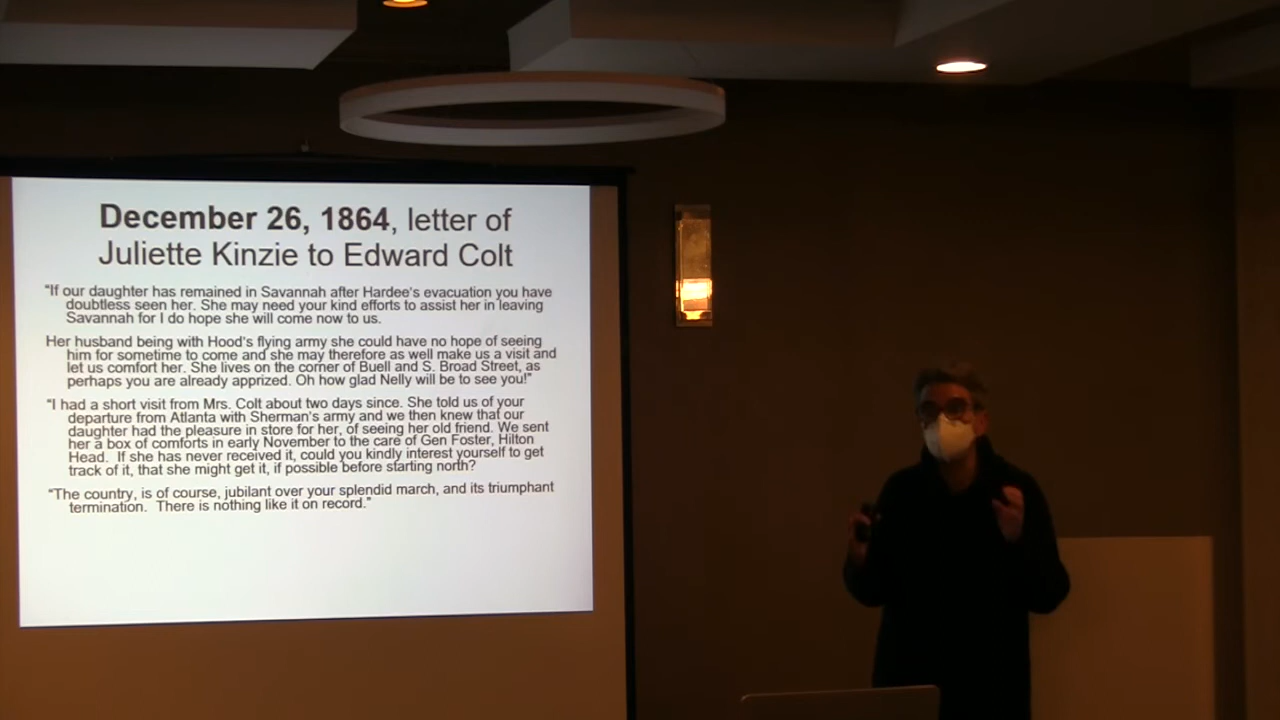 December 26, 1864, letter of
Juliette Kinzie to Edward Colt
"If our daughter has remained in Savannah after Hardee's evacuation you have
doubtless seen her. She may need your kind efforts to assist her in leaving
Savannah for I do hope she will come now to us.
Her husband being with Hood's flying army she could have no hope of seeing
him for sometime to come and she may therefore as well make us a visit and
let us comfort her. She lives on the corner of Buell and S. Broad Street, as
perhaps you are already apprized. Oh how glad Nelly will be to see you!"
"I had a short visit from Mrs. Colt about two days since. She told us of your
departure from Atlanta with Sherman's army and we then knew that our
daughter had the pleasure in store for her, of seeing her old friend. We sent
her a box of comforts in early November to the care of Gen Foster, Hilton
Head. If she has never received it, could you kindly interest yourself to get
track of it, that she might get it, if possible before starting north?
"The country, is of course, jubilant over your splendid march, and its triumphant
termination. There is nothing like it on record."